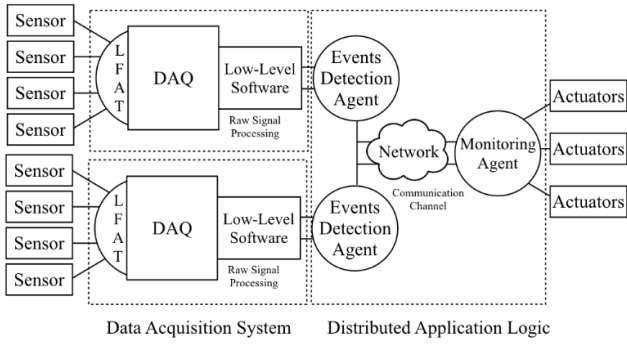 Sensor
Sensor
Sensor
Sensor
L
F
A
T
DAQ
Low-Level
Software
Raw Signal
Processing
Events
Detection
Agent
Sensor
Sensor
Sensor
Sensor
L
F
A
T
DAQ
Low-Level
Software
Raw Signal
Processing
Events
Detection
Agent
Network
Communication
Channel
Monitoring
Agent
Actuators
Actuators
Actuators
Data Acquisition System
Distributed Application Logic